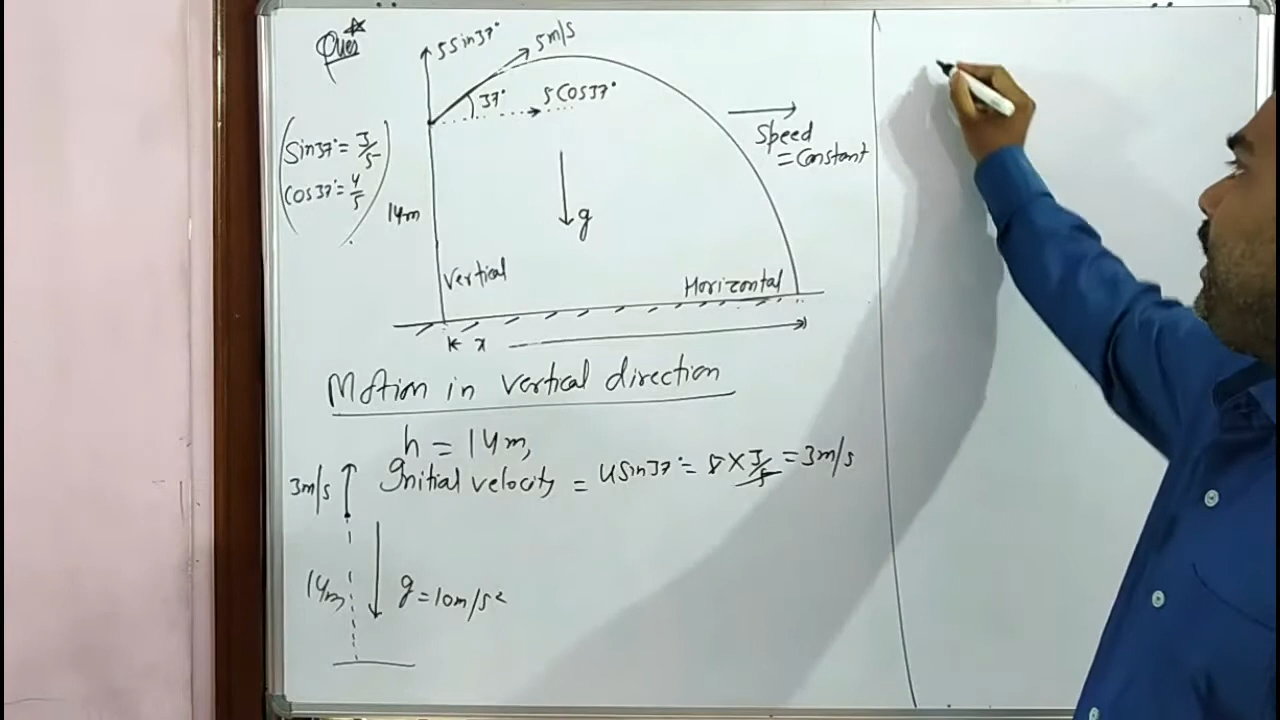 Ques
5Sin37°
5m/s
37°
5Cos37°
Speed
= Constant
(Sin37°= 3/5
Cos37°= 4/5)
14m
g
Vertical
Horizontal
x
Motion in vertical direction
h = 14m,
3m/s
Initial velocity = uSin37°= 5 × 3/5 = 3m/s
14m
g = 10m/s²